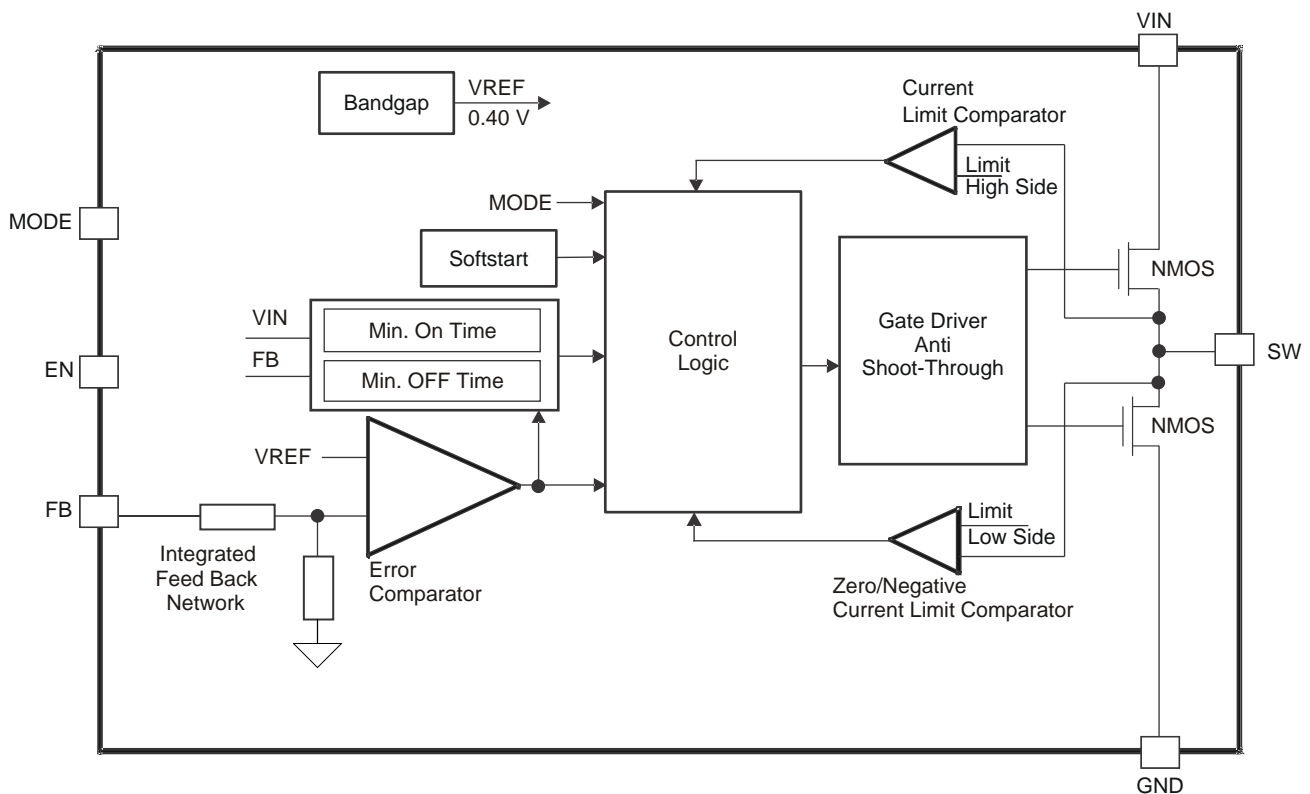 VIN
Bandgap
VREF
0.40 V
Current
Limit Comparator
Limit
High Side
MODE
MODE
Softstart
NMOS
VIN
FB
Min. On Time
Min. OFF Time
Control
Logic
Gate Driver
Anti
Shoot-Through
SW
EN
NMOS
VREF
FB
Integrated
Feed Back
Network
Error
Comparator
Limit
Low Side
Zero/Negative
Current Limit Comparator
GND